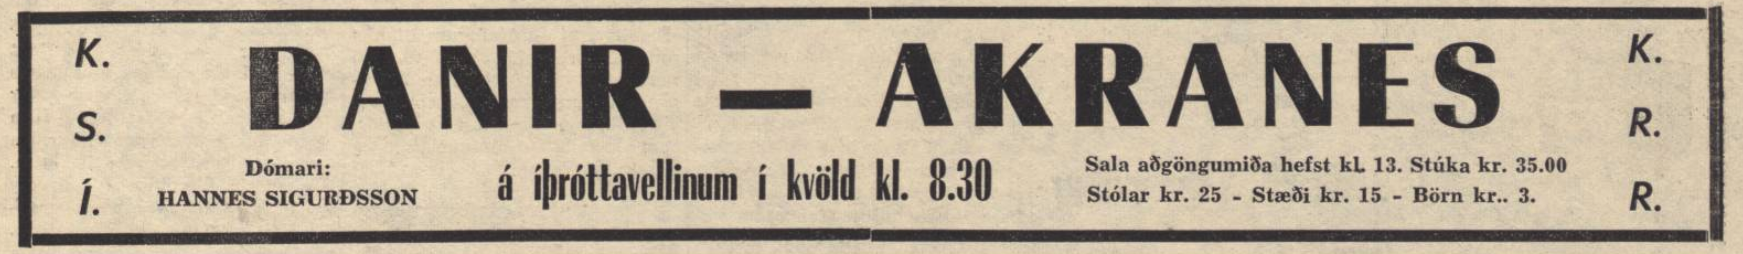 K.
S.
Í.
DANIR — AKRANES
Dómari:
HANNES SIGURÐSSON
á íþróttavellinum í kvöld kl. 8.30
Sala aðgöngumiða hefst kl. 13. Stúka kr. 35.00
Stólar kr. 25 - Stæði kr. 15 - Börn kr.. 3.
K.
R.
R.